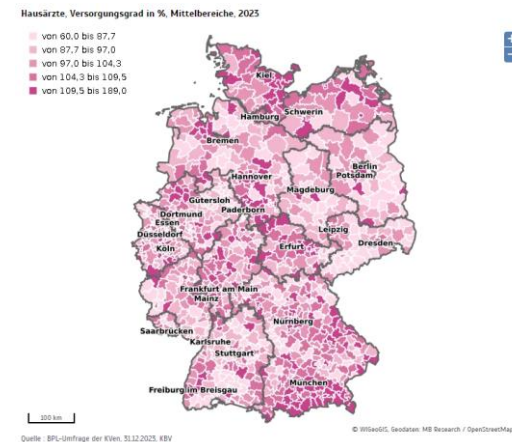 Hausärzte, Versorgungsgrad in %, Mittelbereiche, 2023
von 60,0 bis 87,7
von 87,7 bis 97,0
von 97,0 bis 104,3
von 104,3 bis 109,5
von 109,5 bis 189,0
+
−
Kiel
Schwerin
Hamburg
Bremen
Berlin
Potsdam/
Hannover
Magdeburg
Gütersloh
Paderborn
Dortmund
Essen
Düsseldorf
Leipzig
Dresden
Köln
Erfurt
Frankfurt am Main
Mainz
Nürnberg
Saarbrücken
Karlsruhe
Stuttgart
München
Freiburg im Breisgau
100 km
© WIGeoGIS, Geodaten: MB Research / OpenStreetMap
Quelle : BPL-Umfrage der KVen, 31.12.2023, KBV